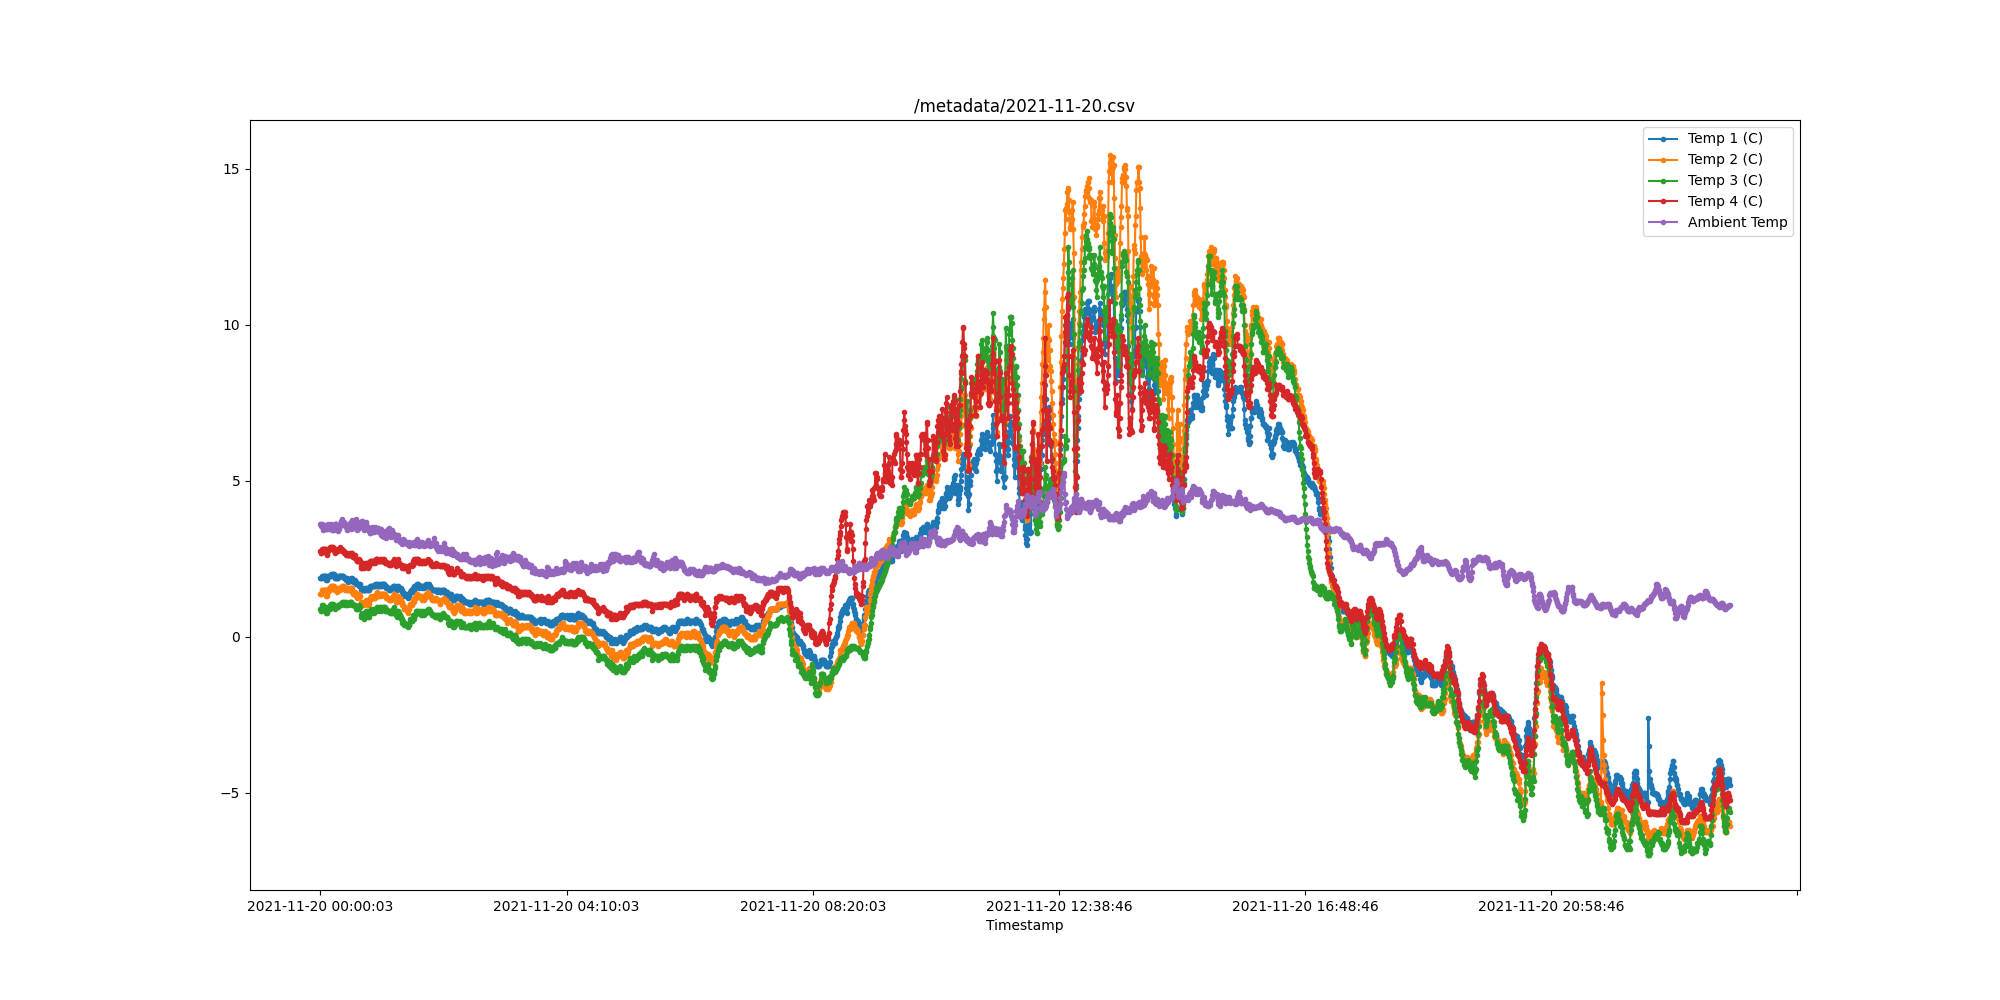 /metadata/2021-11-20.csv
Temp 1 (C)
Temp 2 (C)
Temp 3 (C)
Temp 4 (C)
Ambient Temp
15
10
5
0
−5
2021-11-20 00:00:03 2021-11-20 04:10:03 2021-11-20 08:20:03 2021-11-20 12:38:46 2021-11-20 16:48:46 2021-11-20 20:58:46
Timestamp